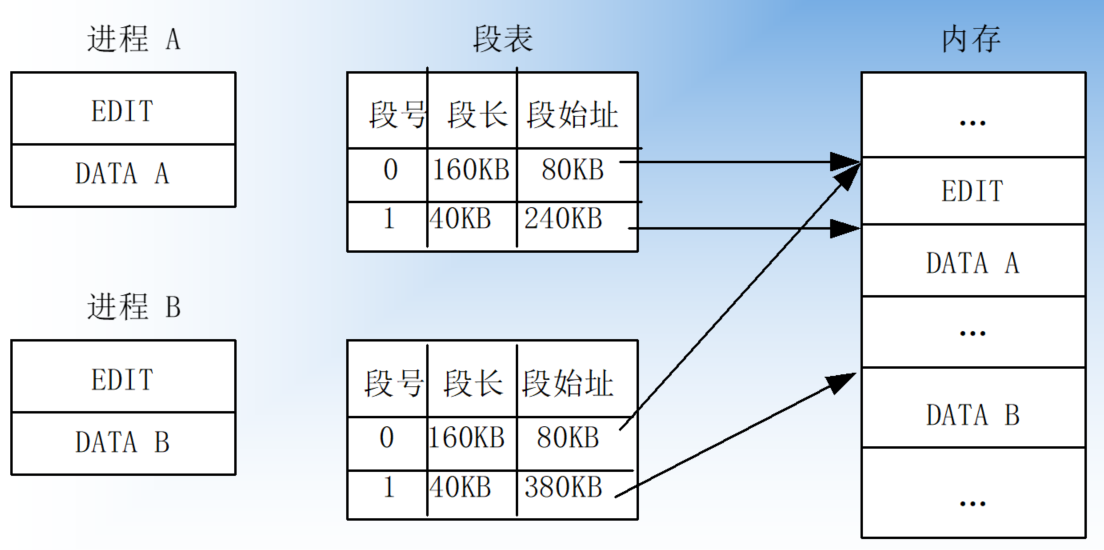 进程 A
段表
内存
EDIT
DATA A
段号 段长 段始址
0 160KB 80KB
1 40KB 240KB
…
EDIT
DATA A
…
DATA B
…
进程 B
EDIT
DATA B
段号 段长 段始址
0 160KB 80KB
1 40KB 380KB